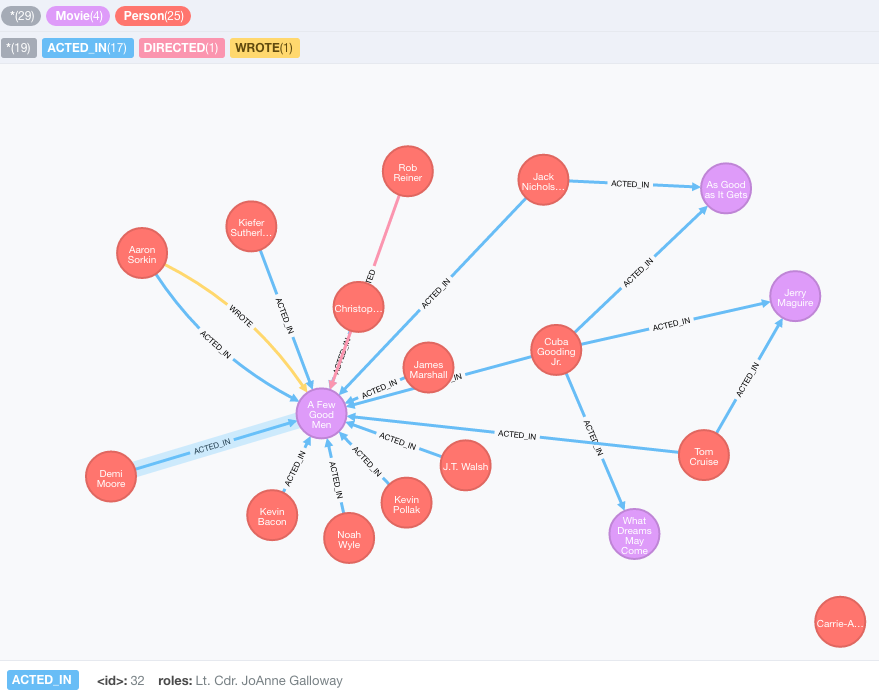 *(29) Movie(4) Person(25)
*(19) ACTED_IN(17) DIRECTED(1) WROTE(1)
Rob
Reiner
Jack
Nichols...
ACTED_IN
As Good
as It Gets
Kiefer
Sutherl...
Aaron
Sorkin
TED
Christop...
ACTED_IN
ACTED_IN
Jerry
Maguire
WROTE
ACTED_IN
ACTED_IN
ACTED_IN
ACTED_IN
Cuba
Gooding
Jr.
James
Marshall
ACTED_IN
_IN
ACTED_IN
A Few
Good
Men
ACTED_IN
ACTED_IN
ACTED_IN
ACTED_IN
Tom
Cruise
Demi
Moore
ACTED_IN
ACTED_IN
ACTED_IN
J.T. Walsh
Kevin
Pollak
Kevin
Bacon
Noah
Wyle
What
Dreams
May
Come
Carrie-A...
ACTED_IN <id>: 32 roles: Lt. Cdr. JoAnne Galloway